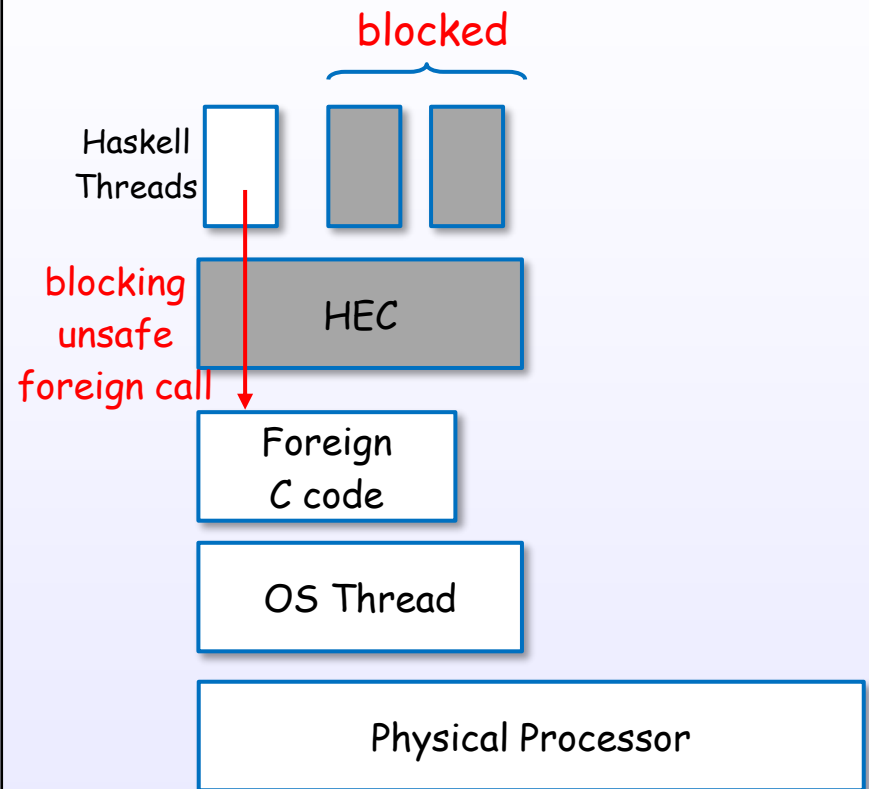 blocked
Haskell
Threads
blocking
unsafe
foreign call
HEC
Foreign
C code
OS Thread
Physical Processor